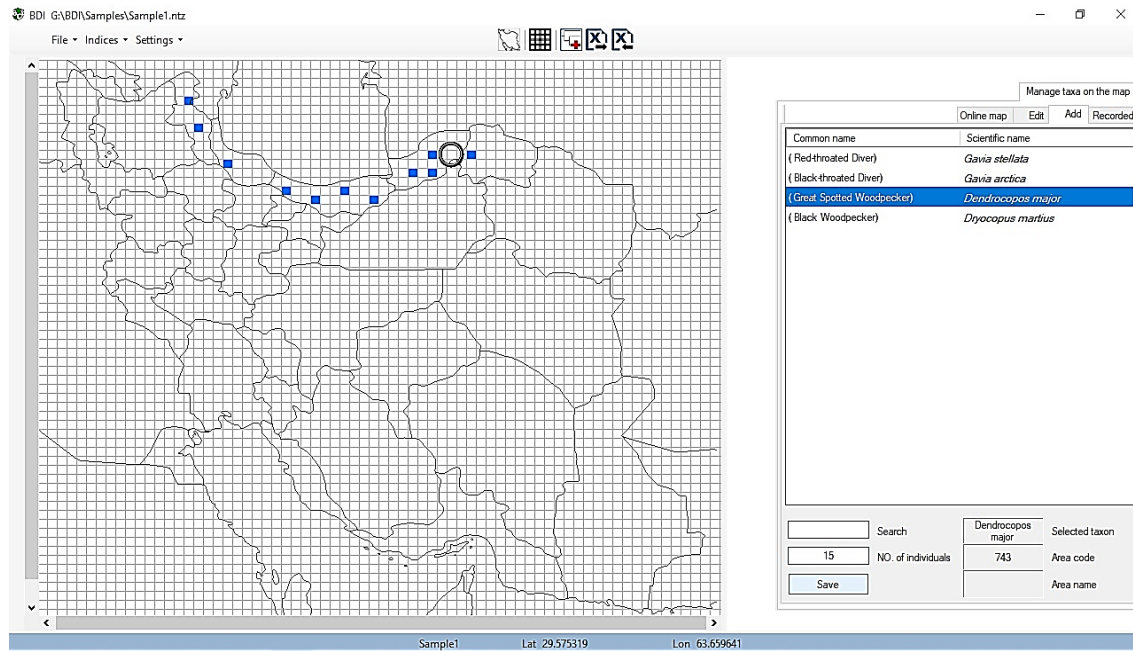 BDI G:\BDI\Samples\Sample1.ntz
File Indices Settings
Manage taxa on the map
Online map Edit Add Recorded
Common name Scientific name
( Red-throated Diver) Gavia stellata
( Black-throated Diver) Gavia arctica
( Great Spotted Woodpecker) Dendrocopos major
( Black Woodpecker) Dryocopus martius
Search Dendrocopos major Selected taxon
15 NO. of individuals 743 Area code
Save Area name
Sample1 Lat 29.575319 Lon 63.659641